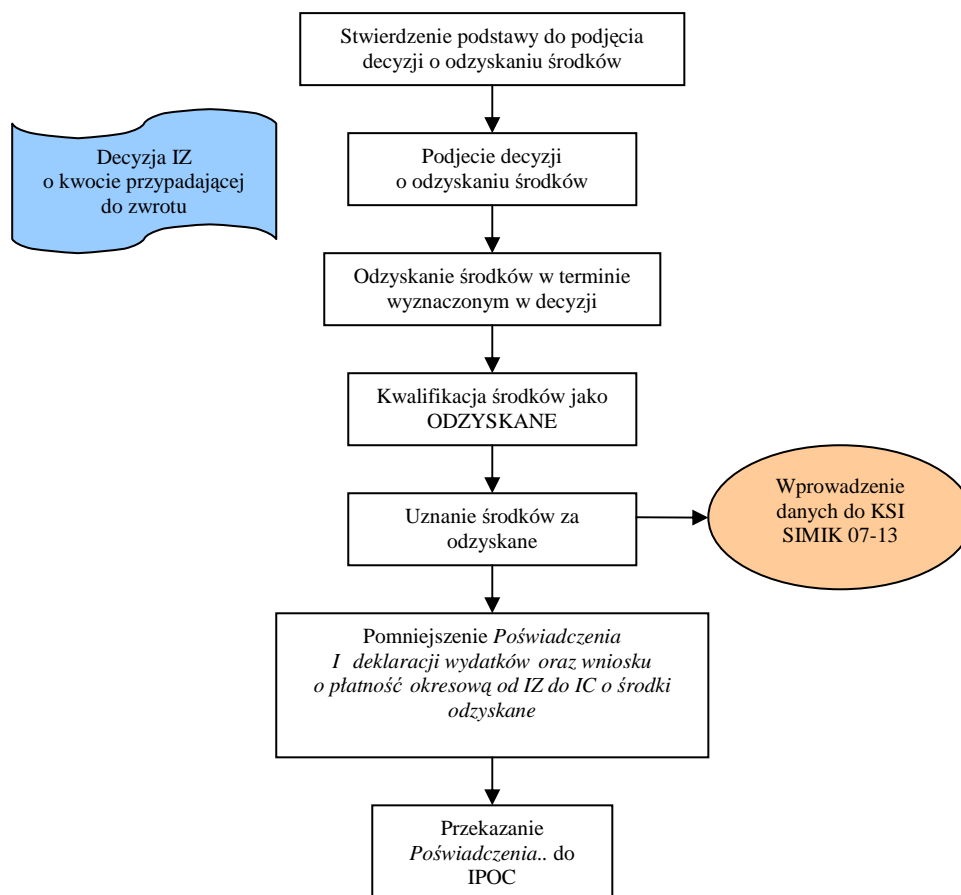 Stwierdzenie podstawy do podjęcia
decyzji o odzyskaniu środków
Decyzja IZ
o kwocie przypadającej
do zwrotu
Podjecie decyzji
o odzyskaniu środków
Odzyskanie środków w terminie
wyznaczonym w decyzji
Kwalifikacja środków jako
ODZYSKANE
Uznanie środków za
odzyskane
Wprowadzenie
danych do KSI
SIMIK 07-13
Pomniejszenie Poświadczenia
I deklaracji wydatków oraz wniosku
o płatność okresową od IZ do IC o środki
odzyskane
Przekazanie
Poświadczenia.. do
IPOC